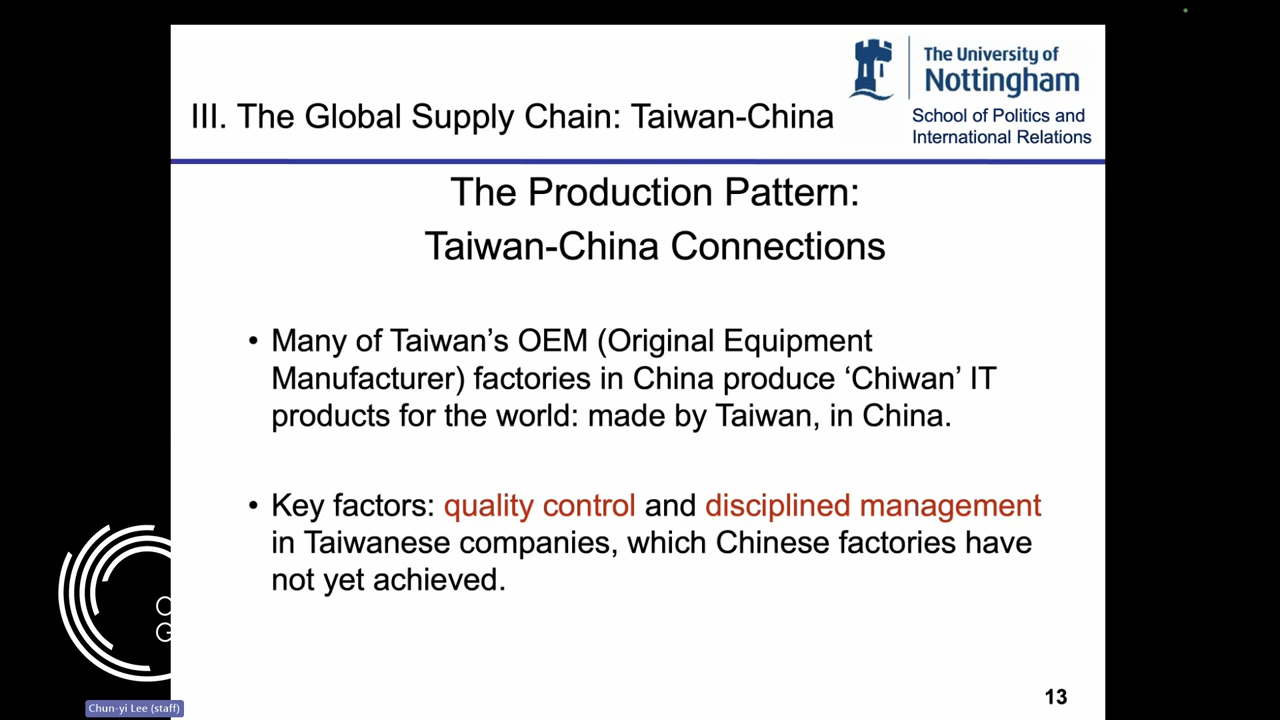 The University of
Nottingham
School of Politics and
International Relations
III. The Global Supply Chain: Taiwan-China
The Production Pattern:
Taiwan-China Connections
• Many of Taiwan’s OEM (Original Equipment
Manufacturer) factories in China produce ‘Chiwan’ IT
products for the world: made by Taiwan, in China.
• Key factors: quality control and disciplined management
in Taiwanese companies, which Chinese factories have
not yet achieved.
O
G
Chun-yi Lee (staff)
13